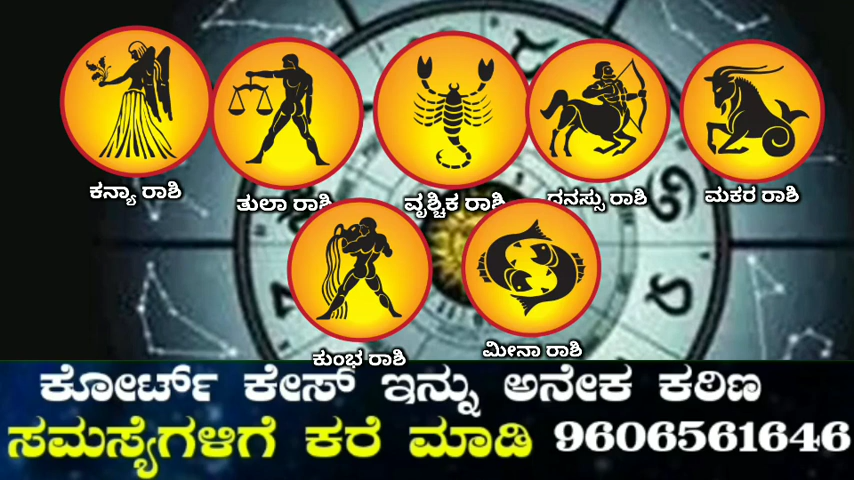 ಕನ್ಯಾ ರಾಶಿ
ತುಲಾ ರಾಶಿ
ವೃಶ್ಚಿಕ ರಾಶಿ
ಧನಸ್ಸು ರಾಶಿ
ಮಕರ ರಾಶಿ
ಕುಂಭ ರಾಶಿ
ಮೀನಾ ರಾಶಿ
ಕೋರ್ಟ್ ಕೇಸ್ ಇನ್ನು ಅನೇಕ ಕಠಿಣ
ಸಮಸ್ಯೆಗಳಿಗೆ ಕರೆ ಮಾಡಿ 9606561646